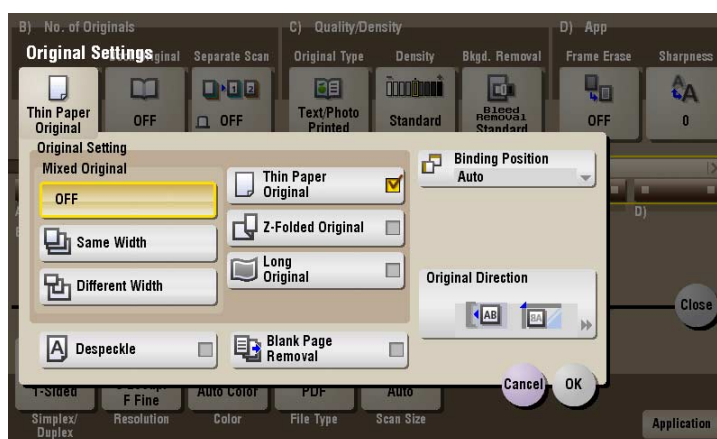 B) No. of Originals
C) Quality/Density
D) App
Original Settings
Separate Scan
Original Type
Density
Bkgd. Removal
Frame Erase
Sharpness
Thin Paper
Original
OFF
OFF
Text/Photo
Printed
Standard
Bleed
Removal
Standard
OFF
0
Original Setting
Mixed Original
OFF
Same Width
Different Width
Thin Paper
Original
Z-Folded Original
Long
Original
Binding Position
Auto
Original Direction
AB
BA
D)
Close
A Despeckle
Blank Page
Removal
Cancel
OK
1-Sided
F Fine
Auto Color
PDF
Auto
Simplex/
Duplex
Resolution
Color
File Type
Scan Size
Application